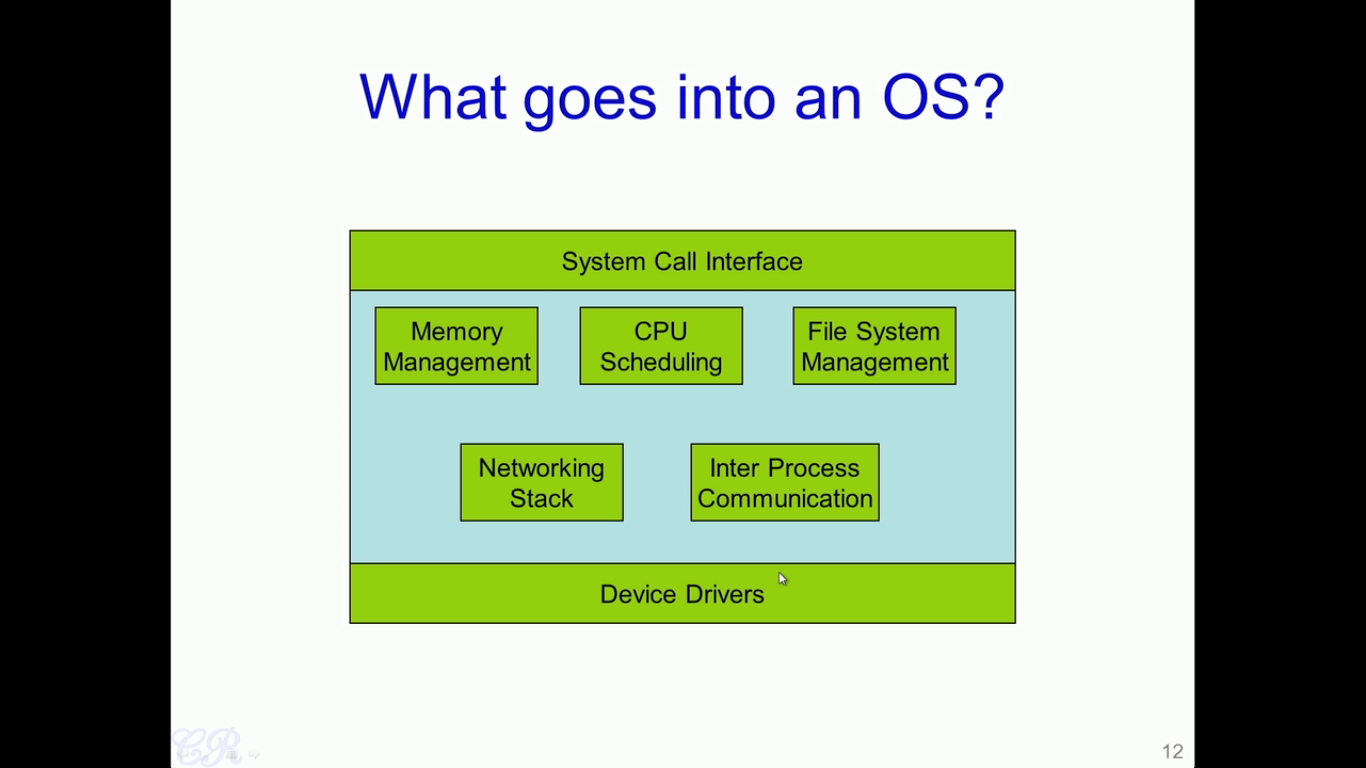 What goes into an OS?
System Call Interface
Memory
Management
CPU
Scheduling
File System
Management
Networking
Stack
Inter Process
Communication
Device Drivers
CR
12